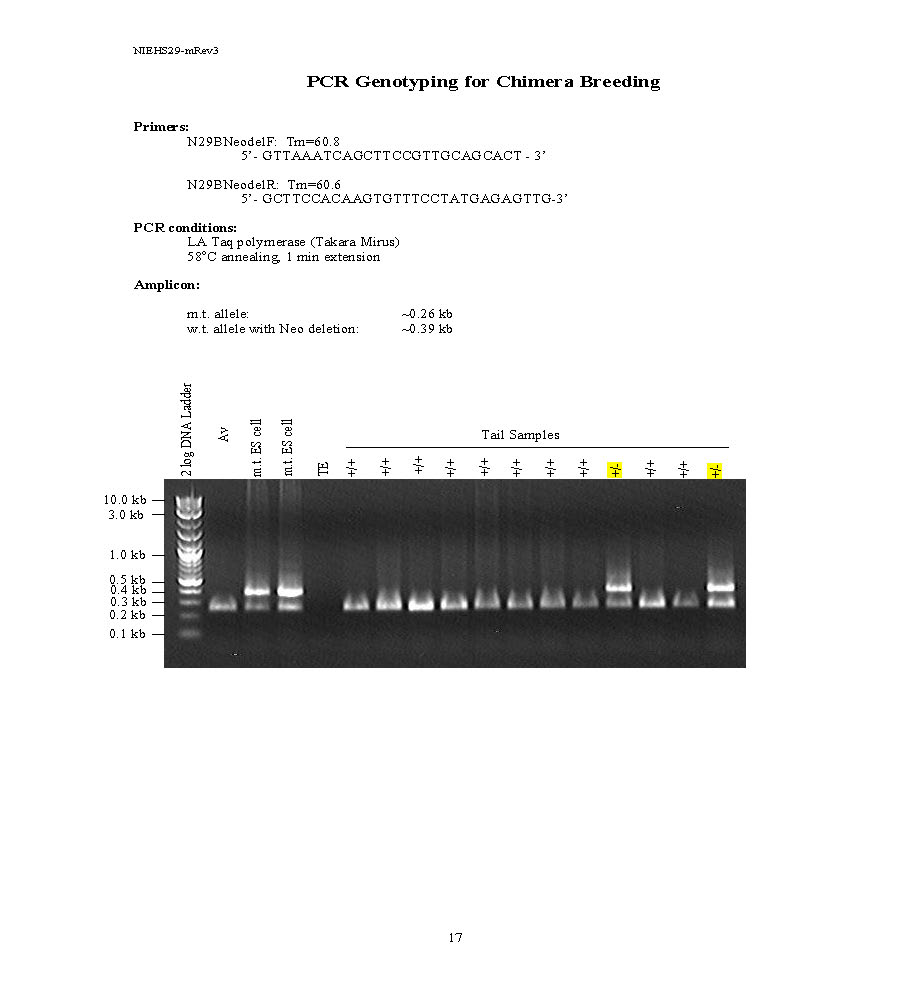 NIEHS29-mRev3
PCR Genotyping for Chimera Breeding
Primers:
N29BNeodelF: Tm=60.8
5’- GTTAAATCAGCTTCCGTTGCAGCACT - 3’
N29BNeodelR: Tm=60.6
5’- GCTTCCACAAGTGTTTCCTATGAGAGTTG-3’
PCR conditions:
LA Taq polymerase (Takara Mirus)
58°C annealing, 1 min extension
Amplicon:
m.t. allele: ~0.26 kb
w.t. allele with Neo deletion: ~0.39 kb
2 log DNA Ladder
Av
m.t. ES cell
m.t. ES cell
TE
Tail Samples
+/+
+/+
+/+
+/+
+/+
+/+
+/+
+/+
+/-
+/+
+/+
+/-
10.0 kb
3.0 kb
1.0 kb
0.5 kb
0.4 kb
0.3 kb
0.2 kb
0.1 kb
17